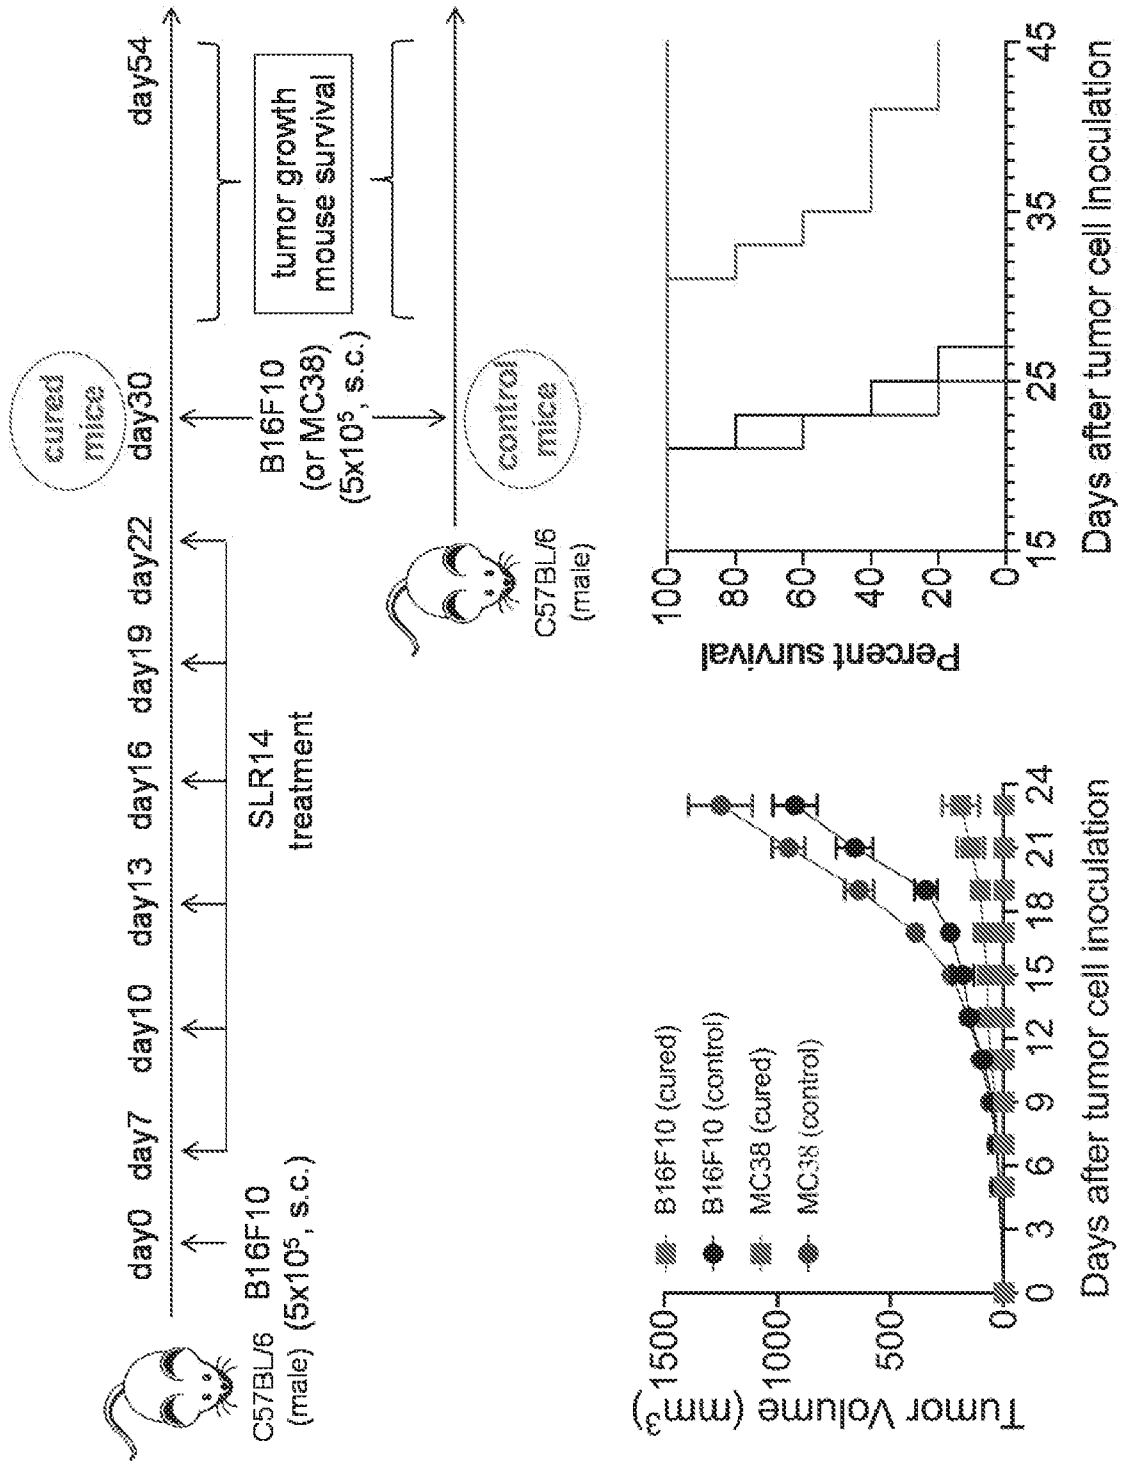 day0 day7 day10 day13 day16 day19 day22 day30 day54
cured
mice
C57BL/6
(male)
B16F10
(5x10⁵, s.c.)
SLR14
treatment
B16F10
(or MC38)
(5x10⁵, s.c.)
tumor growth
mouse survival
C57BL/6
(male)
control
mice
B16F10 (cured)
B16F10 (control)
MC38 (cured)
MC38 (control)
Tumor Volume (mm³)
1500
1000
500
0
0 3 6 9 12 15 18 21 24
Days after tumor cell inoculation
Percent survival
100
80
60
40
20
0
15 25 35 45
Days after tumor cell inoculation